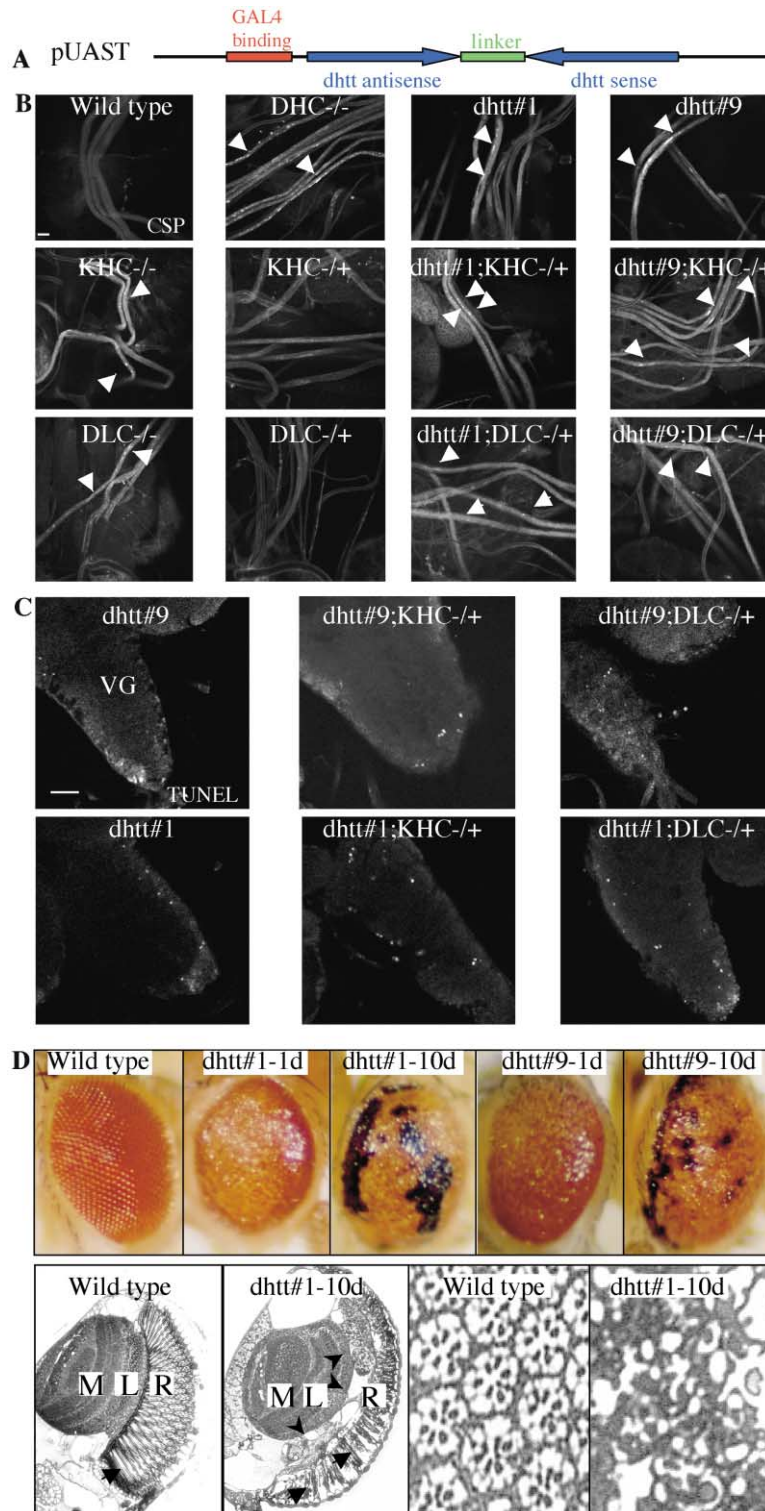 A pUAST
GAL4 binding
dhtt antisense
linker
dhtt sense
B
Wild type
CSP
DHC-/-
dhtt#1
dhtt#9
KHC-/-
KHC-/+
dhtt#1;KHC-/+
dhtt#9;KHC-/+
DLC-/-
DLC-/+
dhtt#1;DLC-/+
dhtt#9;DLC-/+
C
dhtt#9
VG
TUNEL
dhtt#9;KHC-/+
dhtt#9;DLC-/+
dhtt#1
dhtt#1;KHC-/+
dhtt#1;DLC-/+
D
Wild type
dhtt#1-1d
dhtt#1-10d
dhtt#9-1d
dhtt#9-10d
Wild type
M L R
dhtt#1-10d
M L R
Wild type
dhtt#1-10d